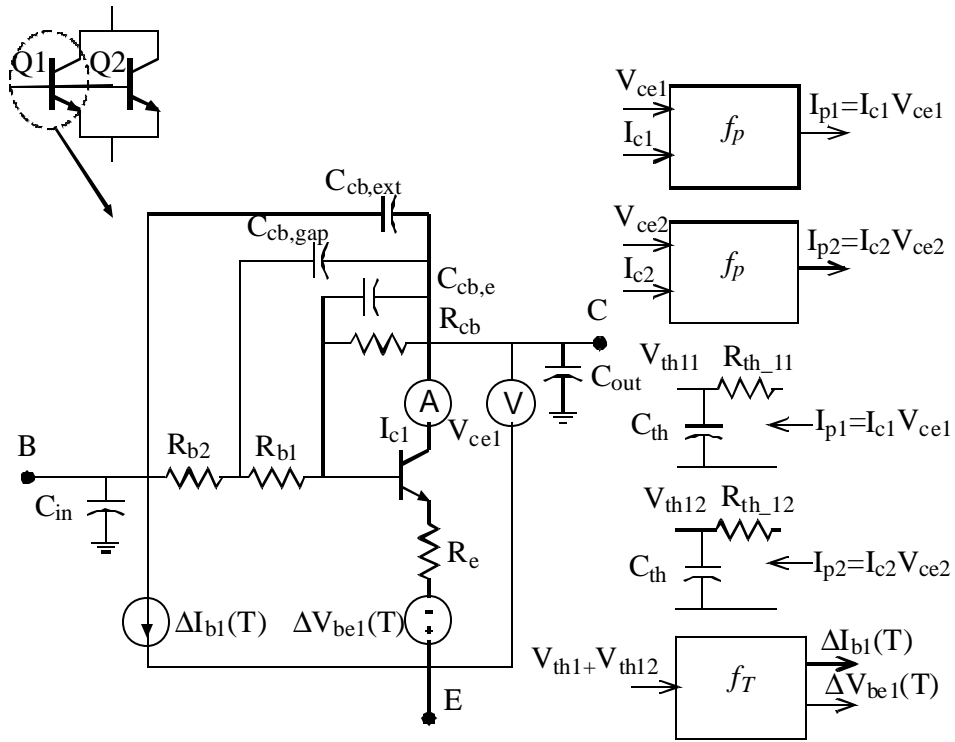 Q1 Q2
V_ce1
I_c1
f_p
I_p1=I_c1V_ce1
V_ce2
I_c2
f_p
I_p2=I_c2V_ce2
C_cb,ext
C_cb,gap
C_cb,e
R_cb
C
C_out
A
V
I_c1
V_ce1
B
C_in
R_b2
R_b1
R_e
ΔI_b1(T)
ΔV_be1(T)
E
V_th11
R_th_11
C_th
I_p1=I_c1V_ce1
V_th12
R_th_12
C_th
I_p2=I_c2V_ce2
V_th1+V_th12
f_T
ΔI_b1(T)
ΔV_be1(T)